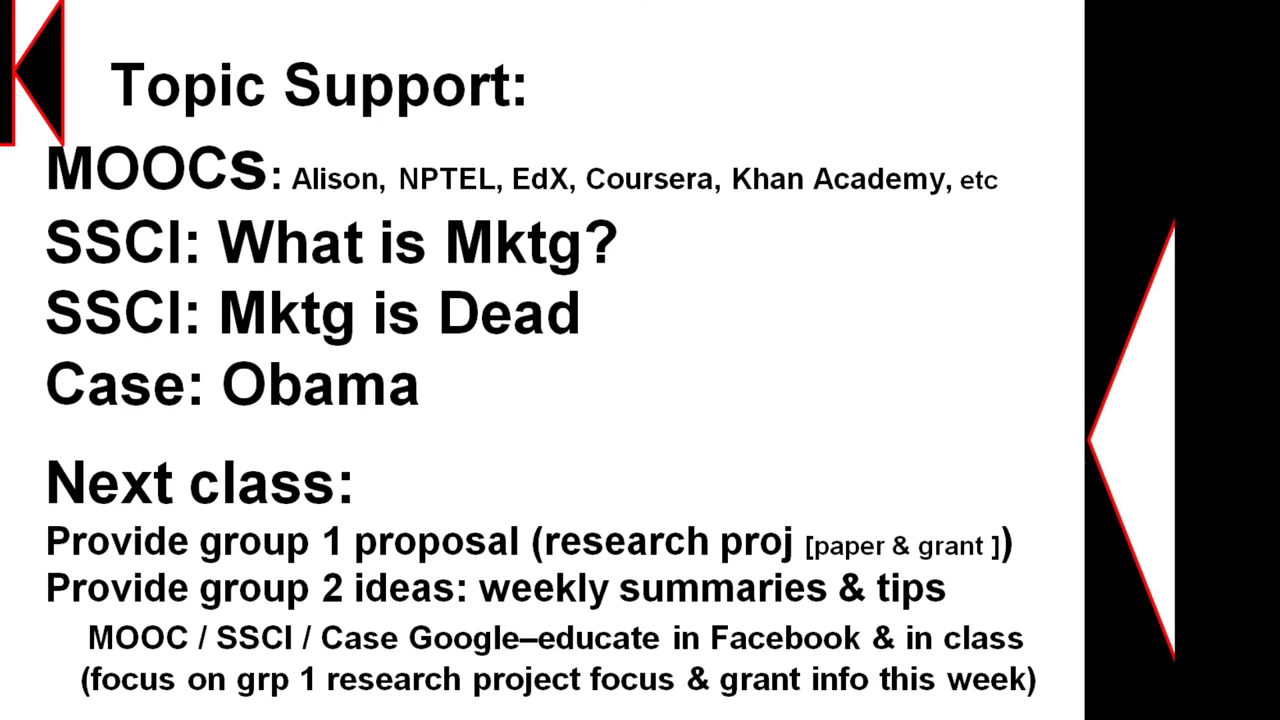 Topic Support:
MOOCs: Alison, NPTEL, EdX, Coursera, Khan Academy, etc
SSCI: What is Mktg?
SSCI: Mktg is Dead
Case: Obama
Next class:
Provide group 1 proposal (research proj [paper & grant ])
Provide group 2 ideas: weekly summaries & tips
MOOC / SSCI / Case Google–educate in Facebook & in class
(focus on grp 1 research project focus & grant info this week)